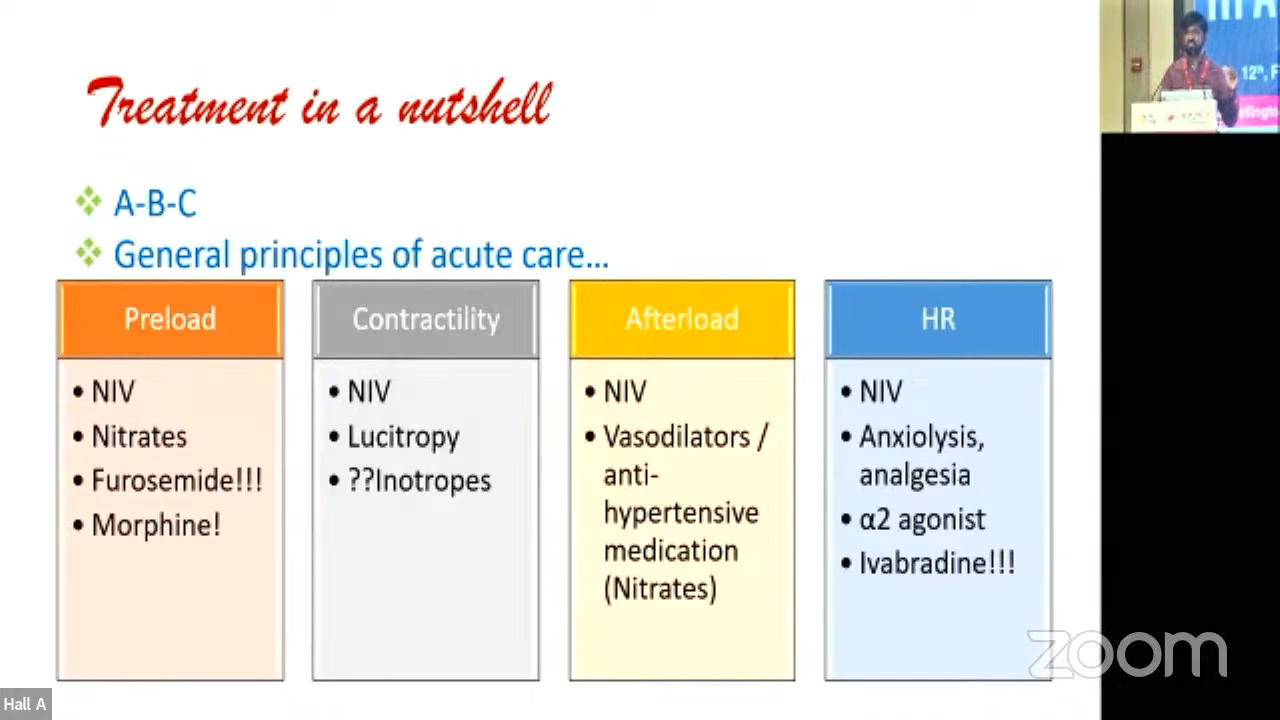 Treatment in a nutshell
A-B-C
General principles of acute care...
Preload
• NIV
• Nitrates
• Furosemide!!!
• Morphine!
Contractility
• NIV
• Lucitropy
• ??Inotropes
Afterload
• NIV
• Vasodilators /
anti-
hypertensive
medication
(Nitrates)
HR
• NIV
• Anxiolysis,
analgesia
• α2 agonist
• Ivabradine!!!
12th, F
zoom
Hall A